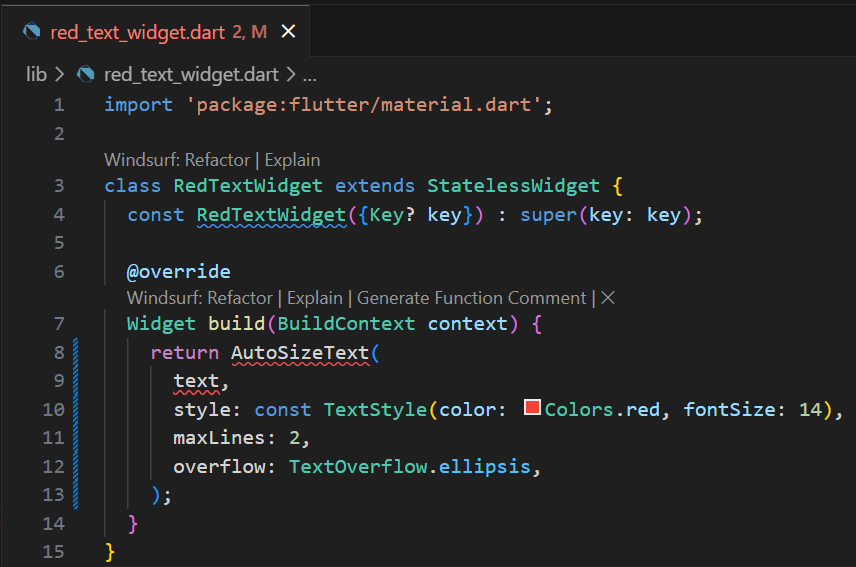 red_text_widget.dart 2, M
lib > red_text_widget.dart > ...
1 import 'package:flutter/material.dart';
2
Windsurf: Refactor | Explain
3 class RedTextWidget extends StatelessWidget {
4 const RedTextWidget({Key? key}) : super(key: key);
5
6 @override
Windsurf: Refactor | Explain | Generate Function Comment | ×
7 Widget build(BuildContext context) {
8 return AutoSizeText(
9 text,
10 style: const TextStyle(color: Colors.red, fontSize: 14),
11 maxLines: 2,
12 overflow: TextOverflow.ellipsis,
13 );
14 }
15 }